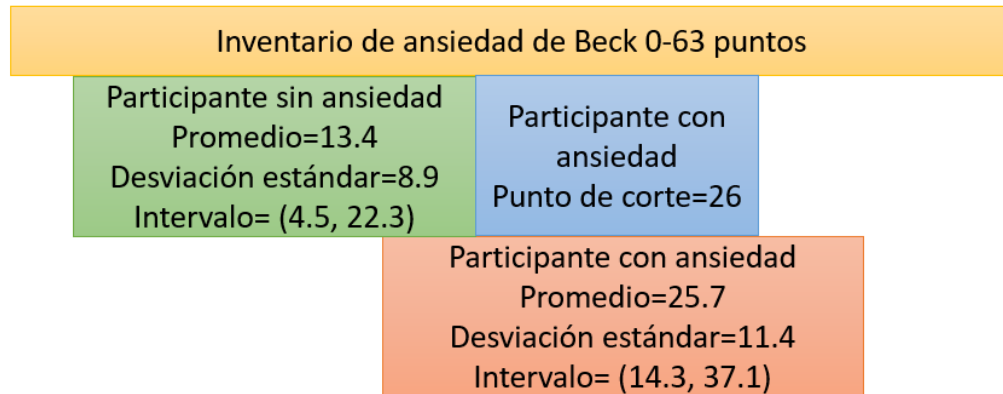 Inventario de ansiedad de Beck 0-63 puntos
Participante sin ansiedad
Promedio=13.4
Desviación estándar=8.9
Intervalo= (4.5, 22.3)
Participante con
ansiedad
Punto de corte=26
Participante con ansiedad
Promedio=25.7
Desviación estándar=11.4
Intervalo= (14.3, 37.1)